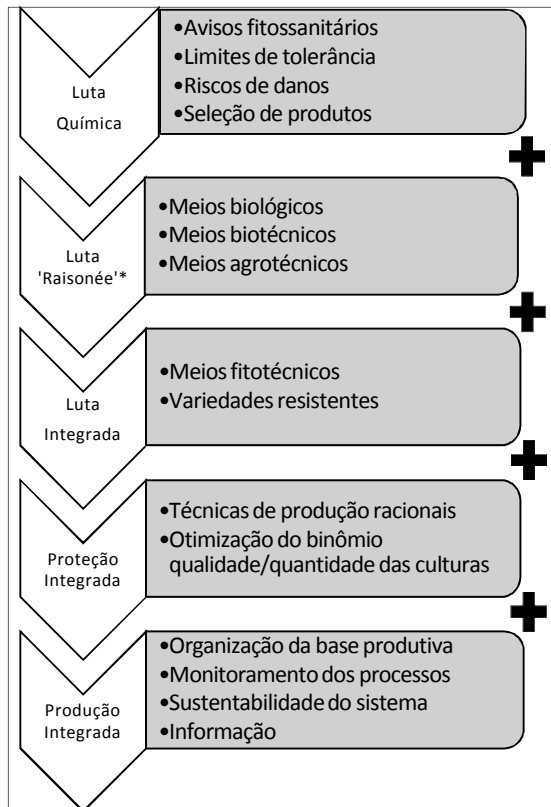 Luta
Química
•Avisos fitossanitários
•Limites de tolerância
•Riscos de danos
•Seleção de produtos
Luta
'Raisonée'*
•Meios biológicos
•Meios biotécnicos
•Meios agrotécnicos
Luta
Integrada
•Meios fitotécnicos
•Variedades resistentes
Proteção
Integrada
•Técnicas de produção racionais
•Otimização do binômio
qualidade/quantidade das culturas
Produção
Integrada
•Organização da base produtiva
•Monitoramento dos processos
•Sustentabilidade do sistema
•Informação